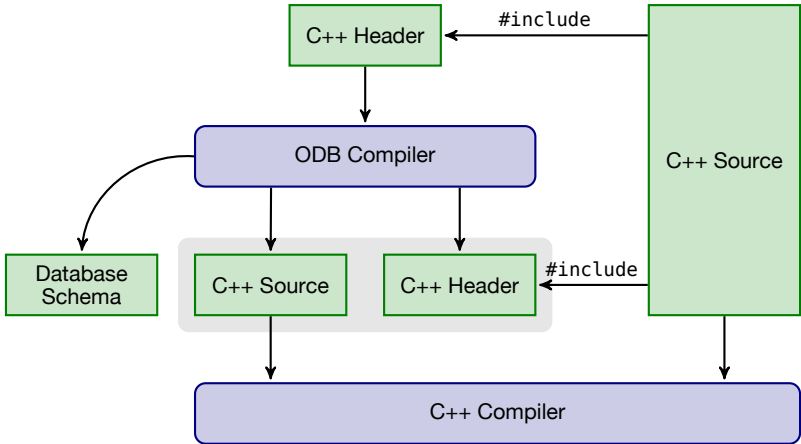 C++ Header
#include
C++ Source
ODB Compiler
Database
Schema
C++ Source
C++ Header
#include
C++ Compiler